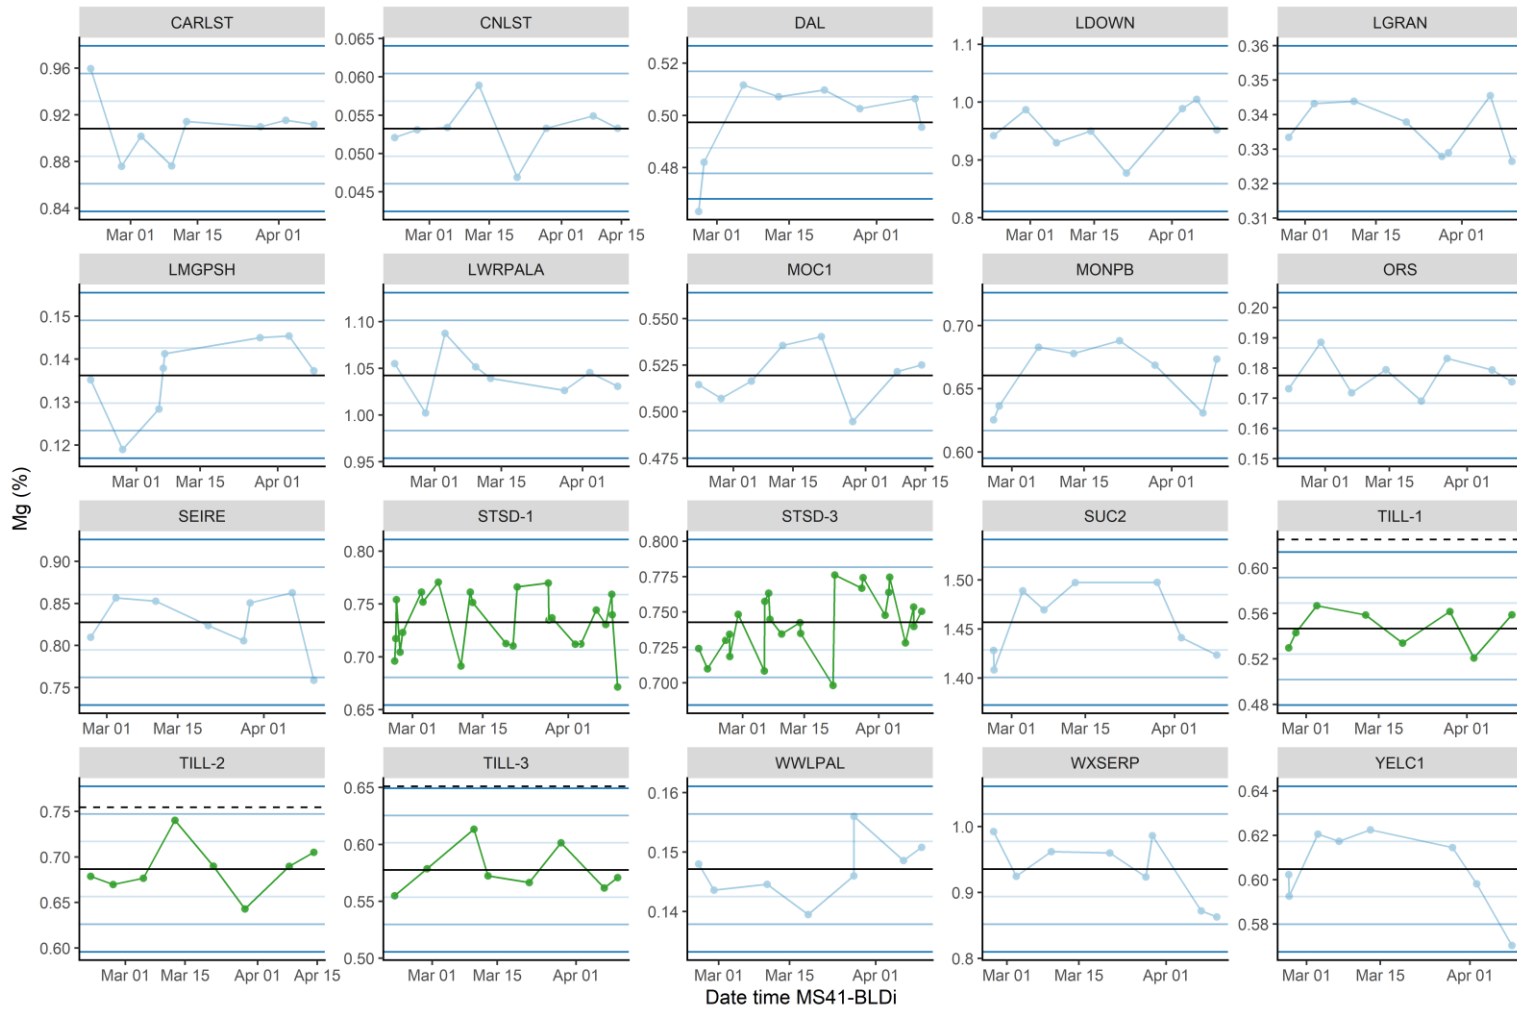 CARLST CNLST DAL LDOWN LGRAN
0.96 0.92 0.88 0.84
0.065 0.060 0.055 0.050 0.045
0.52 0.50 0.48
1.1 1.0 0.9 0.8
0.36 0.35 0.34 0.33 0.32 0.31
Mar 01 Mar 15 Apr 01 Mar 01 Mar 15 Apr 01 Apr 15 Mar 01 Mar 15 Apr 01 Mar 01 Mar 15 Apr 01 Mar 01 Mar 15 Apr 01
LMGPSH LWRPALA MOC1 MONPB ORS
0.15 0.14 0.13 0.12
1.10 1.05 1.00 0.95
0.550 0.525 0.500 0.475
0.70 0.65 0.60
0.20 0.19 0.18 0.17 0.16 0.15
Mar 01 Mar 15 Apr 01 Mar 01 Mar 15 Apr 01 Mar 01 Mar 15 Apr 01 Apr 15 Mar 01 Mar 15 Apr 01 Mar 01 Mar 15 Apr 01
Mg (%)
SEIRE STSD-1 STSD-3 SUC2 TILL-1
0.90 0.85 0.80 0.75
0.80 0.75 0.70 0.65
0.800 0.775 0.750 0.725 0.700
1.50 1.45 1.40
0.60 0.56 0.52 0.48
Mar 01 Mar 15 Apr 01 Mar 01 Mar 15 Apr 01 Mar 01 Mar 15 Apr 01 Mar 01 Mar 15 Apr 01 Mar 01 Mar 15 Apr 01
TILL-2 TILL-3 WWLPAL WXSERP YELC1
0.75 0.70 0.65 0.60
0.65 0.60 0.55 0.50
0.16 0.15 0.14
1.0 0.9 0.8
0.64 0.62 0.60 0.58
Mar 01 Mar 15 Apr 01 Apr 15 Mar 01 Mar 15 Apr 01 Mar 01 Mar 15 Apr 01 Mar 01 Mar 15 Apr 01 Mar 01 Mar 15 Apr 01
Date time MS41-BLDi